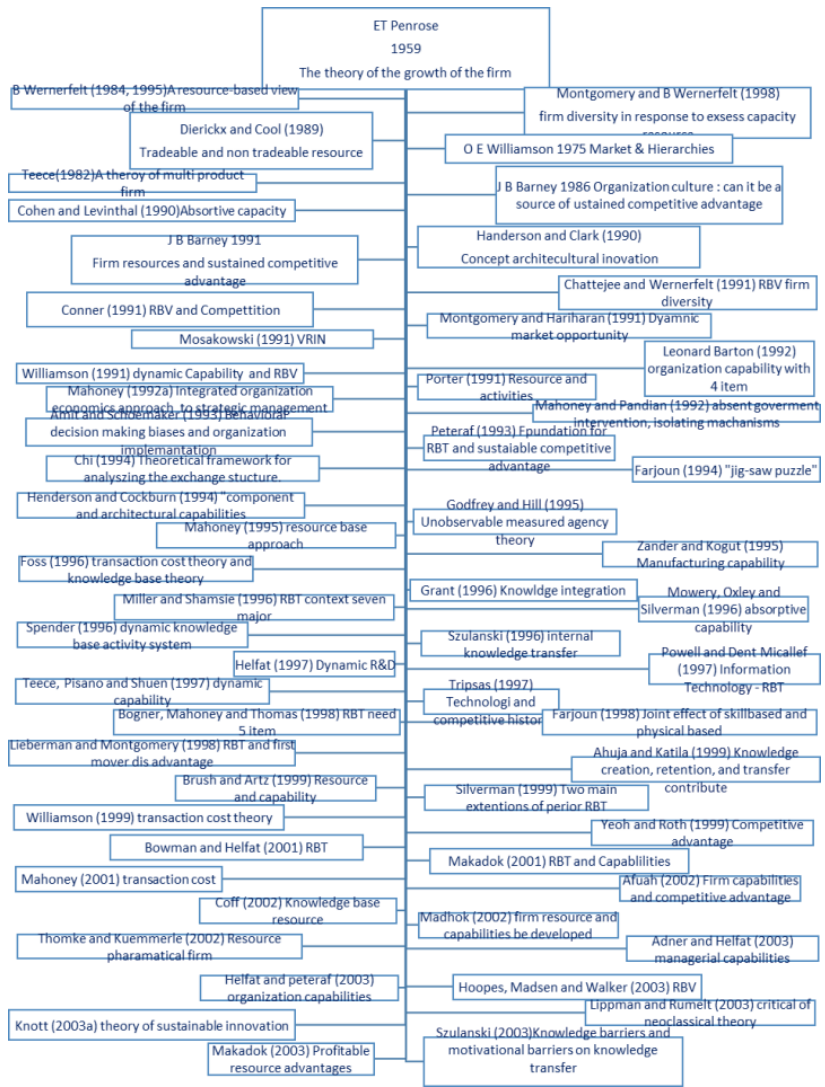 ET Penrose
1959
The theory of the growth of the firm
B Wernerfelt (1984, 1995)A resource-based view
of the firm
Montgomery and B Wernerfelt (1998)
firm diversity in response to exsess capacity
resource
Dierickx and Cool (1989)
Tradeable and non tradeable resource
O E Williamson 1975 Market & Hierarchies
Teece(1982)A theroy of multi product
firm
J B Barney 1986 Organization culture : can it be a
source of ustained competitive advantage
Cohen and Levinthal (1990)Absortive capacity
Handerson and Clark (1990)
Concept architecultural inovation
J B Barney 1991
Firm resources and sustained competitive
advantage
Chattejee and Wernerfelt (1991) RBV firm
diversity
Conner (1991) RBV and Compettition
Montgomery and Hariharan (1991) Dyamnic
market opportunity
Mosakowski (1991) VRIN
Leonard Barton (1992)
organization capability with
4 item
Williamson (1991) dynamic Capability and RBV
Porter (1991) Resource and
activities
Mahoney (1992a) Integrated organization
economics approach to strategic management
Mahoney and Pandian (1992) absent goverment
intervention, isolating machanisms
Amit and Schoemaker (1993) Behavioral
decision making biases and organization
implemantation
Peteraf (1993) Fpundation for
RBT and sustaiable competitive
advantage
Chi (1994) Theoretical framework for
analyszing the exchange stucture.
Farjoun (1994) "jig-saw puzzle"
Henderson and Cockburn (1994) "component
and architectural capabilities
Godfrey and Hill (1995)
Unobservable measured agency
theory
Mahoney (1995) resource base
approach
Zander and Kogut (1995)
Manufacturing capability
Foss (1996) transaction cost theory and
knowledge base theory
Grant (1996) Knowldge integration
Mowery, Oxley and
Silverman (1996) absorptive
capability
Miller and Shamsie (1996) RBT context seven
major
Spender (1996) dynamic knowledge
base activity system
Szulanski (1996) internal
knowledge transfer
Helfat (1997) Dynamic R&D
Powell and Dent Micallef
(1997) Information
Technology - RBT
Teece, Pisano and Shuen (1997) dynamic
capability
Tripsas (1997)
Technologi and
competitive histor
Bogner, Mahoney and Thomas (1998) RBT need
5 item
Farjoun (1998) Joint effect of skillbased and
physical based
Lieberman and Montgomery (1998) RBT and first
mover dis advantage
Ahuja and Katila (1999) Knowledge
creation, retention, and transfer
contribute
Brush and Artz (1999) Resource
and capability
Silverman (1999) Two main
extentions of perior RBT
Williamson (1999) transaction cost theory
Yeoh and Roth (1999) Competitive
advantage
Bowman and Helfat (2001) RBT
Makadok (2001) RBT and Capablilities
Mahoney (2001) transaction cost
Afuah (2002) Firm capabilities
and competitive advantage
Coff (2002) Knowledge base
resource
Madhok (2002) firm resource and
capabilities be developed
Thomke and Kuemmerle (2002) Resource
pharamatical firm
Adner and Helfat (2003)
managerial capabilities
Helfat and peteraf (2003)
organization capabilities
Hoopes, Madsen and Walker (2003) RBV
Lippman and Rumelt (2003) critical of
neoclassical theory
Knott (2003a) theory of sustainable innovation
Szulanski (2003)Knowledge barriers and
motivational barriers on knowledge
transfer
Makadok (2003) Profitable
resource advantages